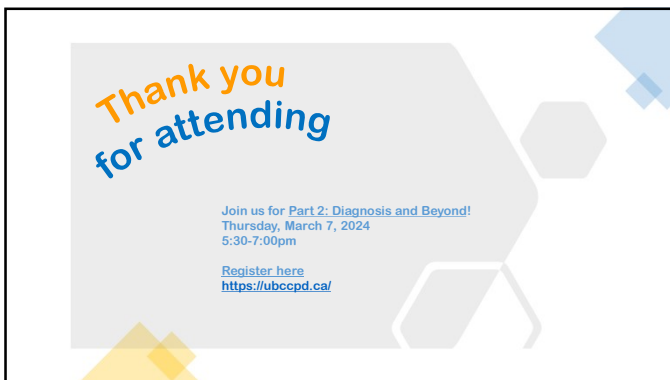 Thank you
for attending
Join us for Part 2: Diagnosis and Beyond!
Thursday, March 7, 2024
5:30-7:00pm
Register here
https://ubccpd.ca/